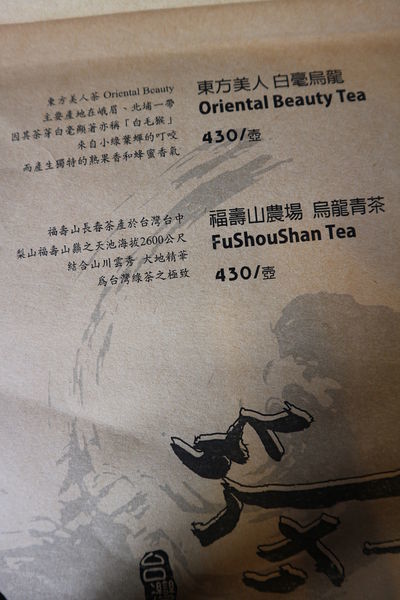 東方美人茶 Oriental Beauty
主要產地在峨眉、北埔一帶
因其茶芽白毫顯著亦稱「白毛猴」
來自小綠葉蟬的叮咬
而產生獨特的熟果香和蜂蜜香氣
東方美人 白毫烏龍
Oriental Beauty Tea
430/壺
福壽山長春茶產於台灣台中
梨山福壽山巔之天池海拔2600公尺
結合山川雲秀 大地精華
為台灣綠茶之極致
福壽山農場 烏龍青茶
FuShouShan Tea
430/壺
台灣